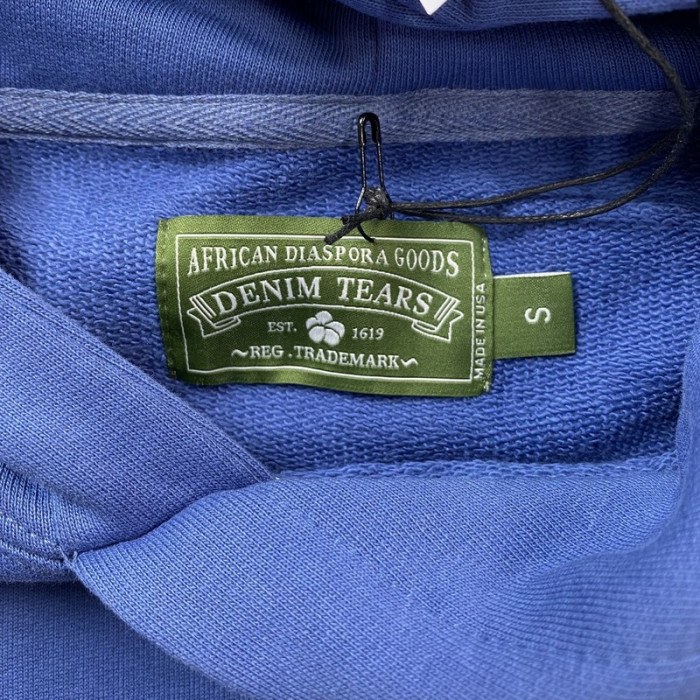 AFRICAN DIASPORA GOODS
DENIM TEARS
EST. 1619
~REG .TRADEMARK~
MADE IN USA
S